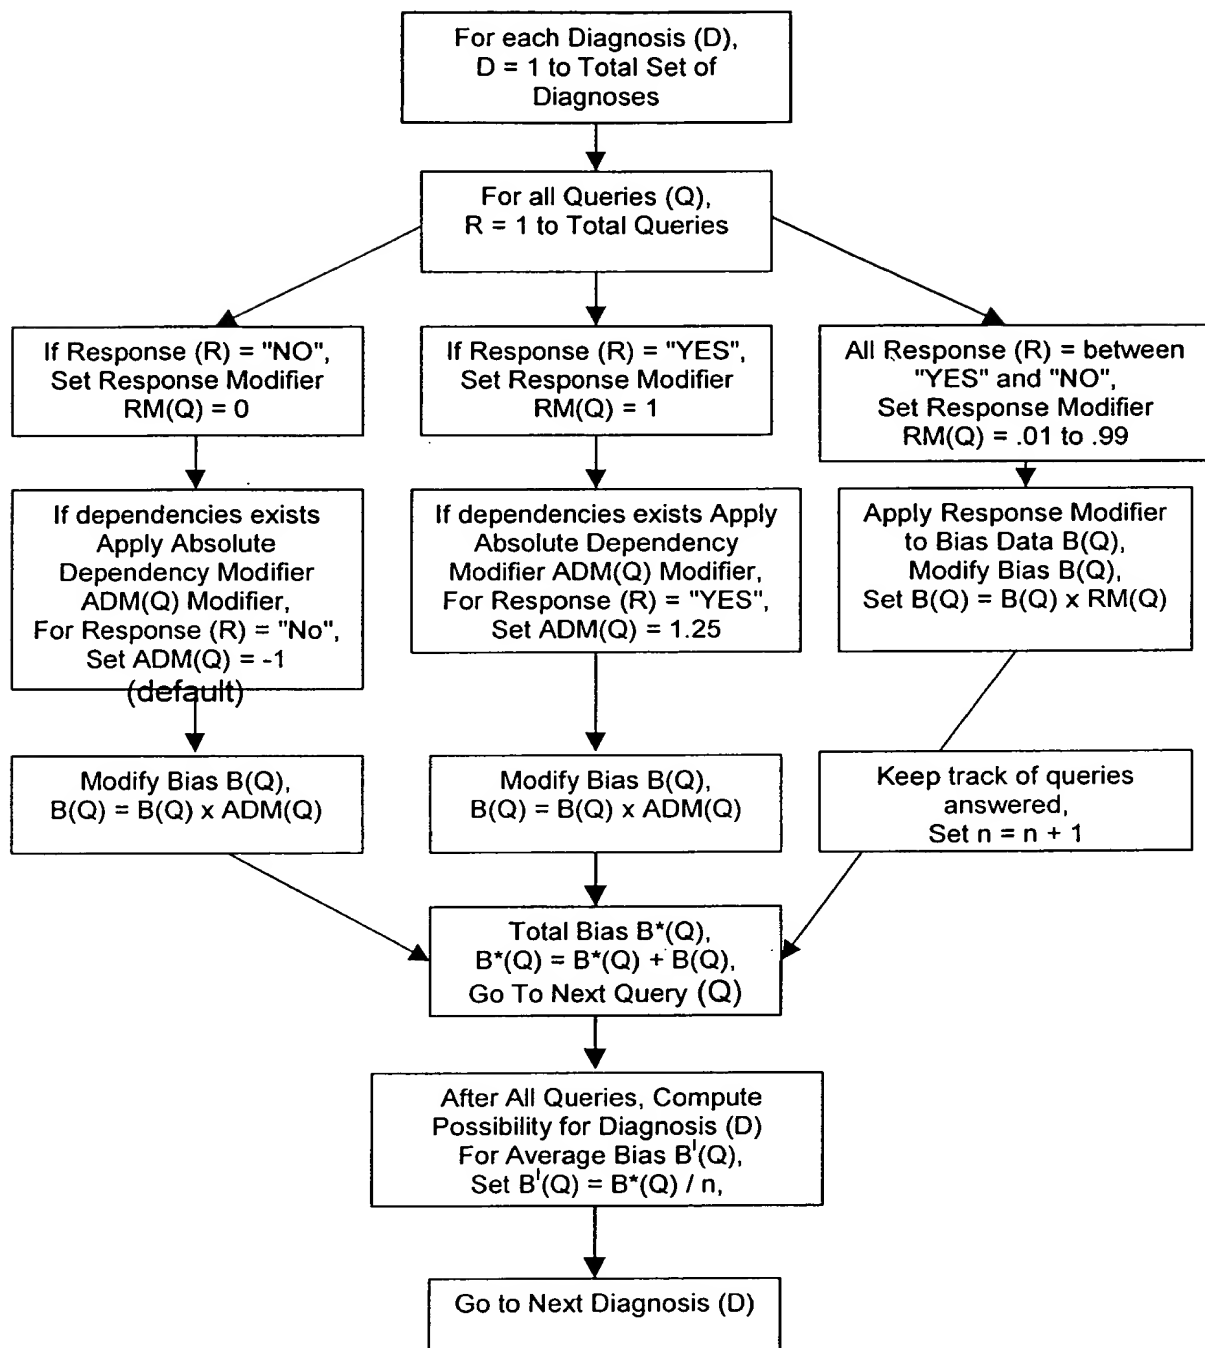 For each Diagnosis (D),
D = 1 to Total Set of
Diagnoses
For all Queries (Q),
R = 1 to Total Queries
If Response (R) = "NO",
Set Response Modifier
RM(Q) = 0
If Response (R) = "YES",
Set Response Modifier
RM(Q) = 1
All Response (R) = between
"YES" and "NO",
Set Response Modifier
RM(Q) = .01 to .99
If dependencies exists
Apply Absolute
Dependency Modifier
ADM(Q) Modifier,
For Response (R) = "No",
Set ADM(Q) = -1
(default)
If dependencies exists Apply
Absolute Dependency
Modifier ADM(Q) Modifier,
For Response (R) = "YES",
Set ADM(Q) = 1.25
Apply Response Modifier
to Bias Data B(Q),
Modify Bias B(Q),
Set B(Q) = B(Q) x RM(Q)
Modify Bias B(Q),
B(Q) = B(Q) x ADM(Q)
Modify Bias B(Q),
B(Q) = B(Q) x ADM(Q)
Keep track of queries
answered,
Set n = n + 1
Total Bias B*(Q),
B*(Q) = B*(Q) + B(Q),
Go To Next Query (Q)
After All Queries, Compute
Possibility for Diagnosis (D)
For Average Bias B'(Q),
Set B'(Q) = B*(Q) / n,
Go to Next Diagnosis (D)